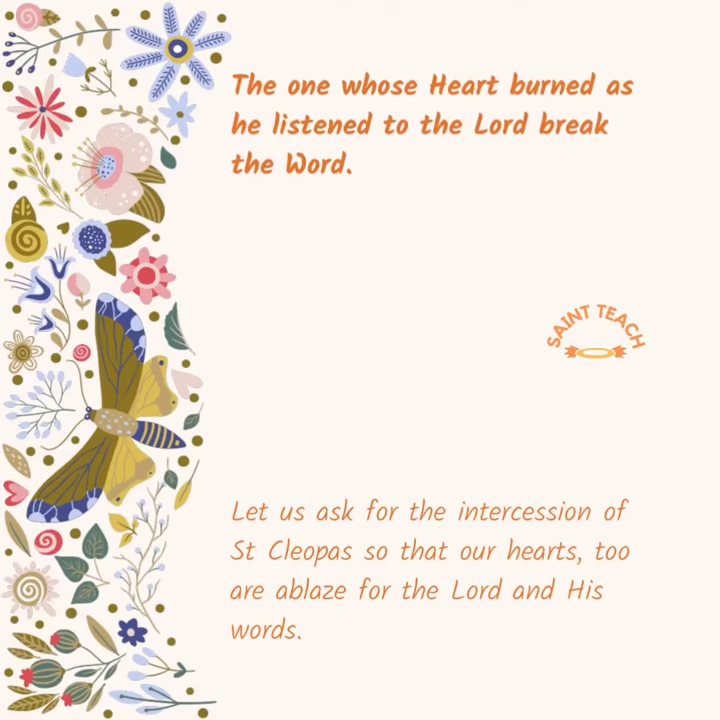 The one whose Heart burned as
he listened to the Lord break
the Word.
SAINT TEACH
Let us ask for the intercession of
St Cleopas so that our hearts, too
are ablaze for the Lord and His
words.